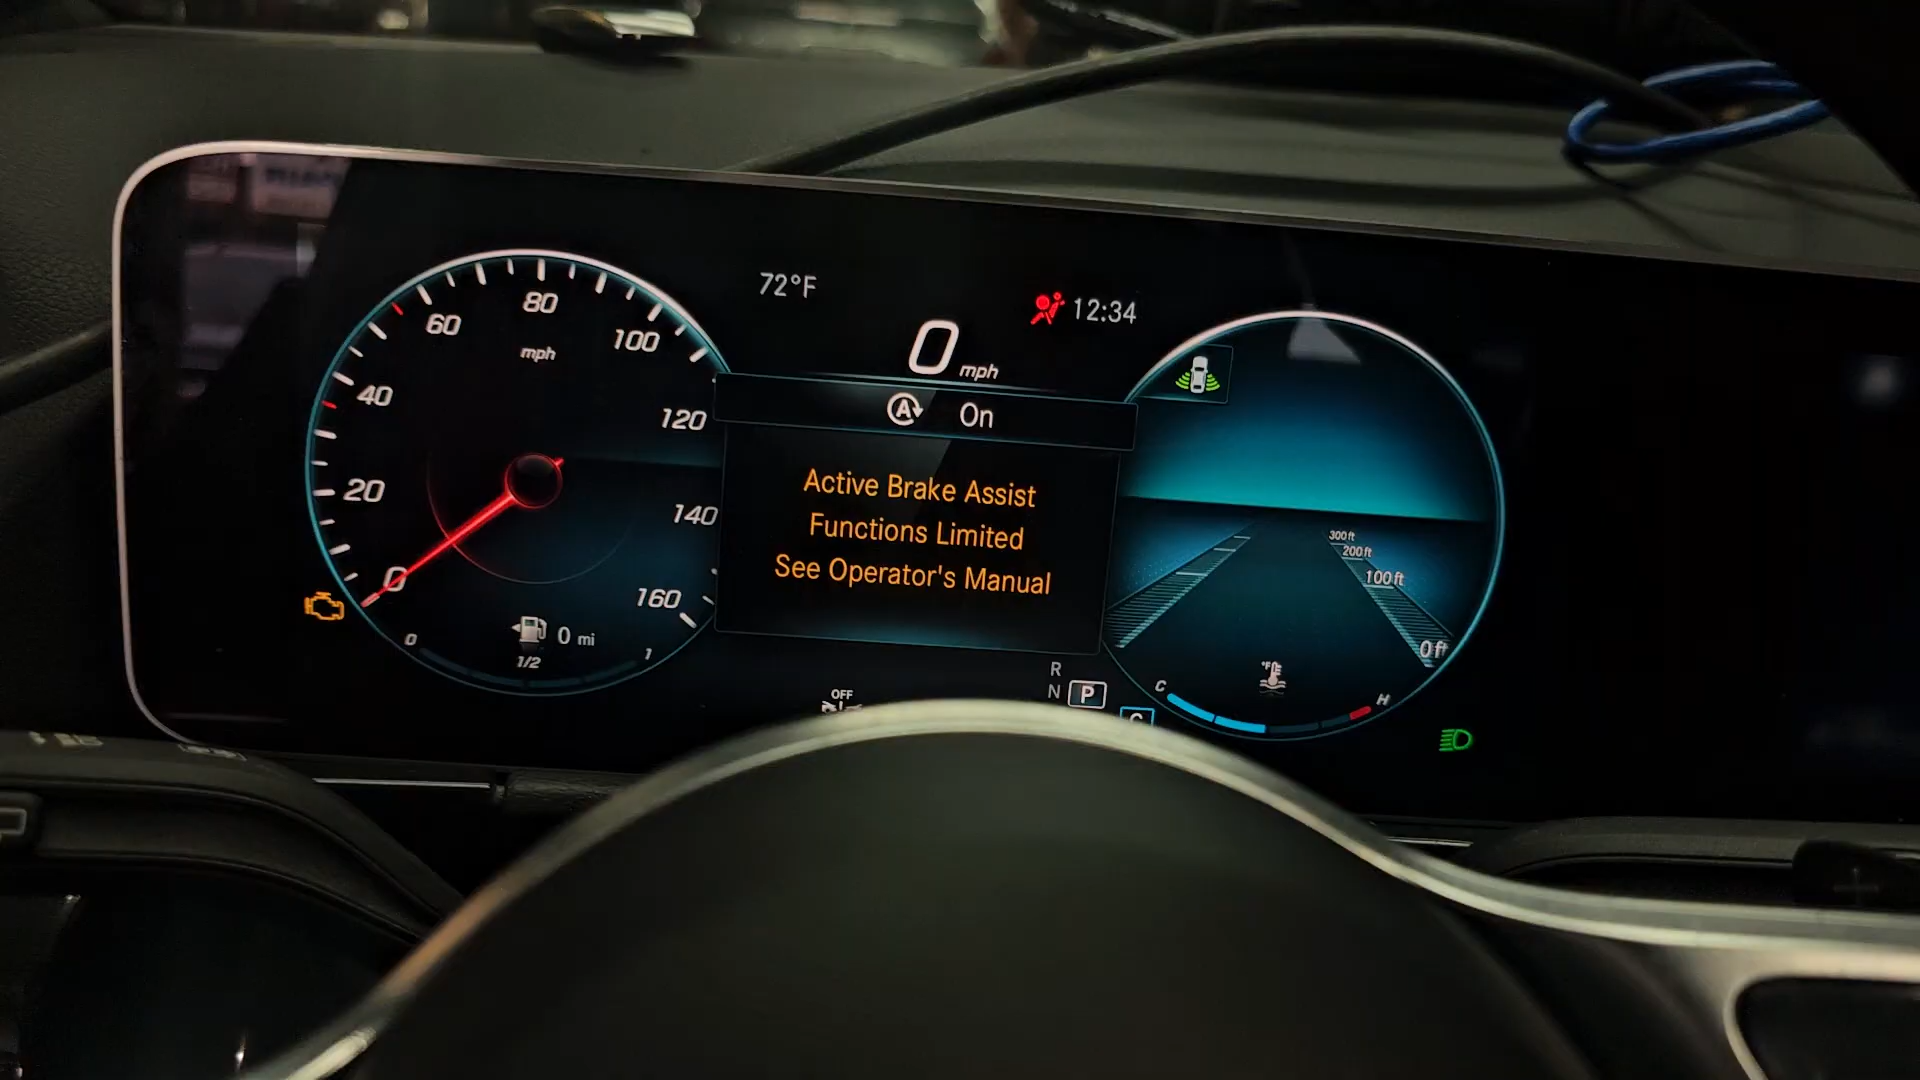 72°F
12:34
0 mph
A On
Active Brake Assist
Functions Limited
See Operator's Manual
0
20
40
60
80
100
120
140
160
mph
0 mi
0
1/2
1
OFF
R
N
P
C
300 ft
200 ft
100 ft
0 ft
°F
C
H